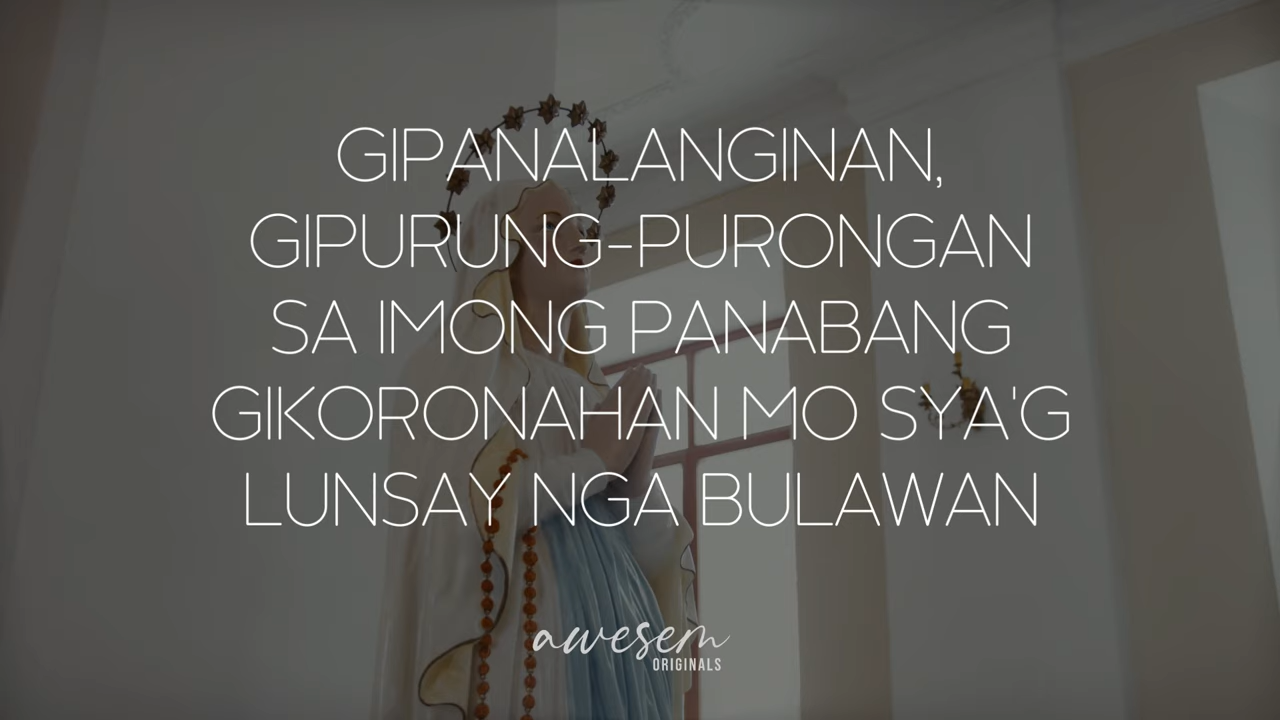 GIPANALANGINAN,
GIPURUNG-PURONGAN
SA IMONG PANABANG
GIKORONAHAN MO SYA'G
LUNSAY NGA BULAWAN
awesem
ORIGINALS